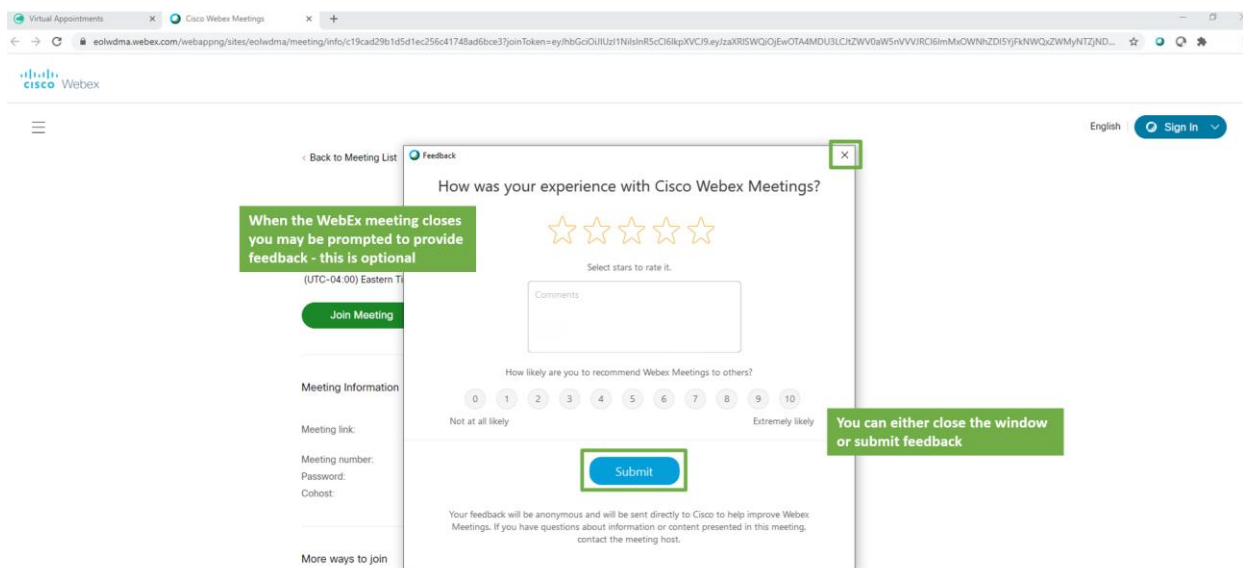 Virtual Appointments
Cisco Webex Meetings
eolwdma.webex.com/webappng/sites/eolwdma/meeting/info/c19cad29b1d5d1ec256c41748ad6bce3?joinToken=
cisco Webex
English
Sign In
Back to Meeting List
Feedback
How was your experience with Cisco Webex Meetings?
When the WebEx meeting closes
you may be prompted to provide
feedback - this is optional
Select stars to rate it.
(UTC-04:00) Eastern Ti
Comments
Join Meeting
How likely are you to recommend Webex Meetings to others?
Meeting Information
0 1 2 3 4 5 6 7 8 9 10
Not at all likely Extremely likely
You can either close the window
or submit feedback
Meeting link:
Meeting number:
Password:
Cohost:
Submit
Your feedback will be anonymous and will be sent directly to Cisco to help improve Webex
Meetings. If you have questions about information or content presented in this meeting,
contact the meeting host.
More ways to join